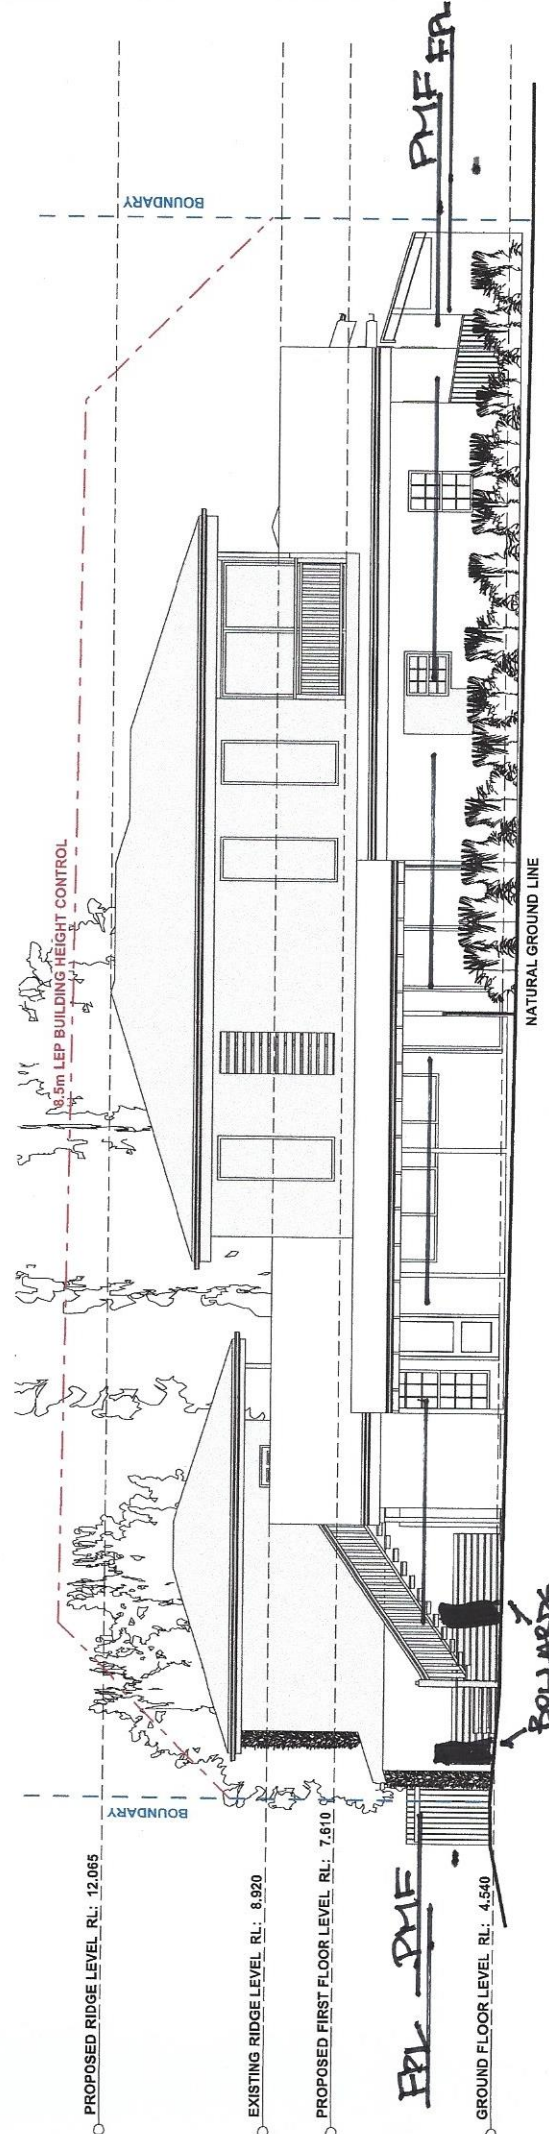 PROPOSED RIDGE LEVEL RL: 12.065
EXISTING RIDGE LEVEL RL: 8.920
PROPOSED FIRST FLOOR LEVEL RL: 7.610
GROUND FLOOR LEVEL RL: 4.540
FPL
PMF
BOUNDARY
BOLLARDS
8.5m LEP BUILDING HEIGHT CONTROL
NATURAL GROUND LINE
BOUNDARY
PMF
FPL